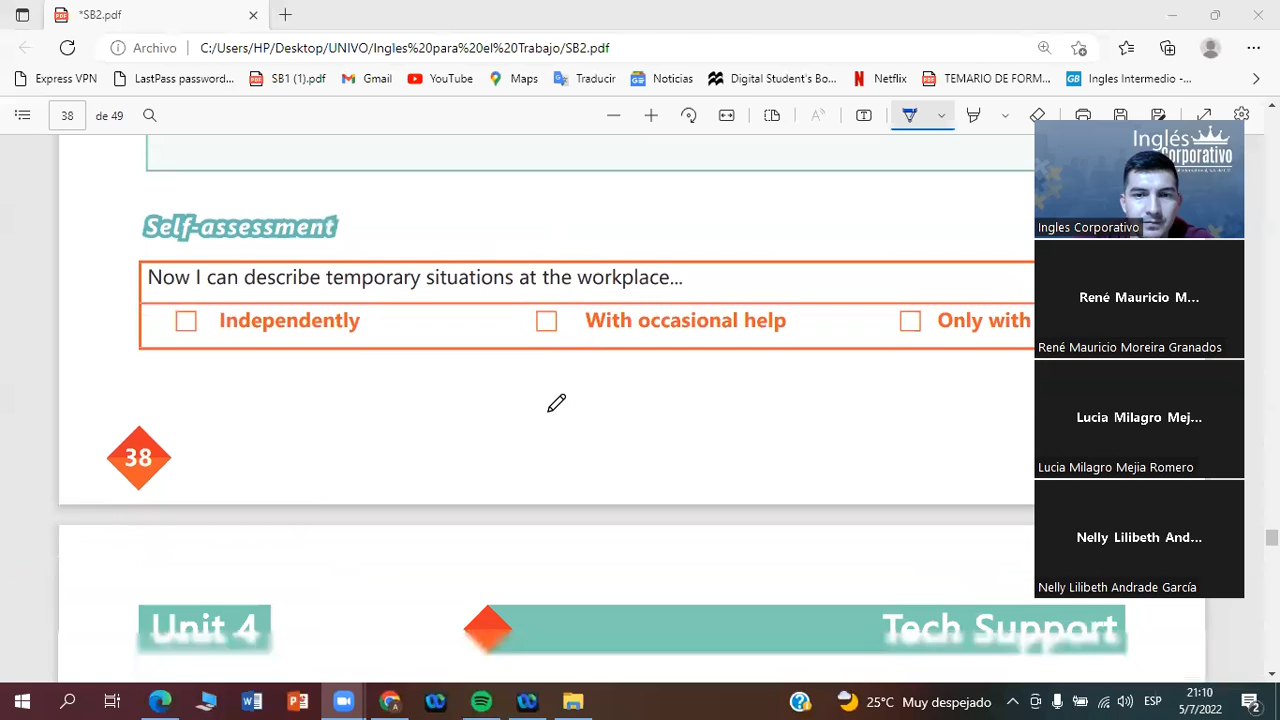 *SB2.pdf
Archivo
C:/Users/HP/Desktop/UNIVO/Ingles%20para%20el%20Trabajo/SB2.pdf
Express VPN
LastPass password...
SB1 (1).pdf
Gmail
YouTube
Maps
Traducir
Noticias
Digital Student's Bo...
Netflix
TEMARIO DE FORM...
Ingles Intermedio -...
38
de 49
Self-assessment
Now I can describe temporary situations at the workplace...
Independently
With occasional help
Only with
38
Unit 4
Tech Support
Inglés
Corporativo
Ingles Corporativo
René Mauricio M...
René Mauricio Moreira Granados
Lucia Milagro Mej...
Lucia Milagro Mejia Romero
Nelly Lilibeth And...
Nelly Lilibeth Andrade García
25°C Muy despejado
ESP
21:10
5/7/2022
2